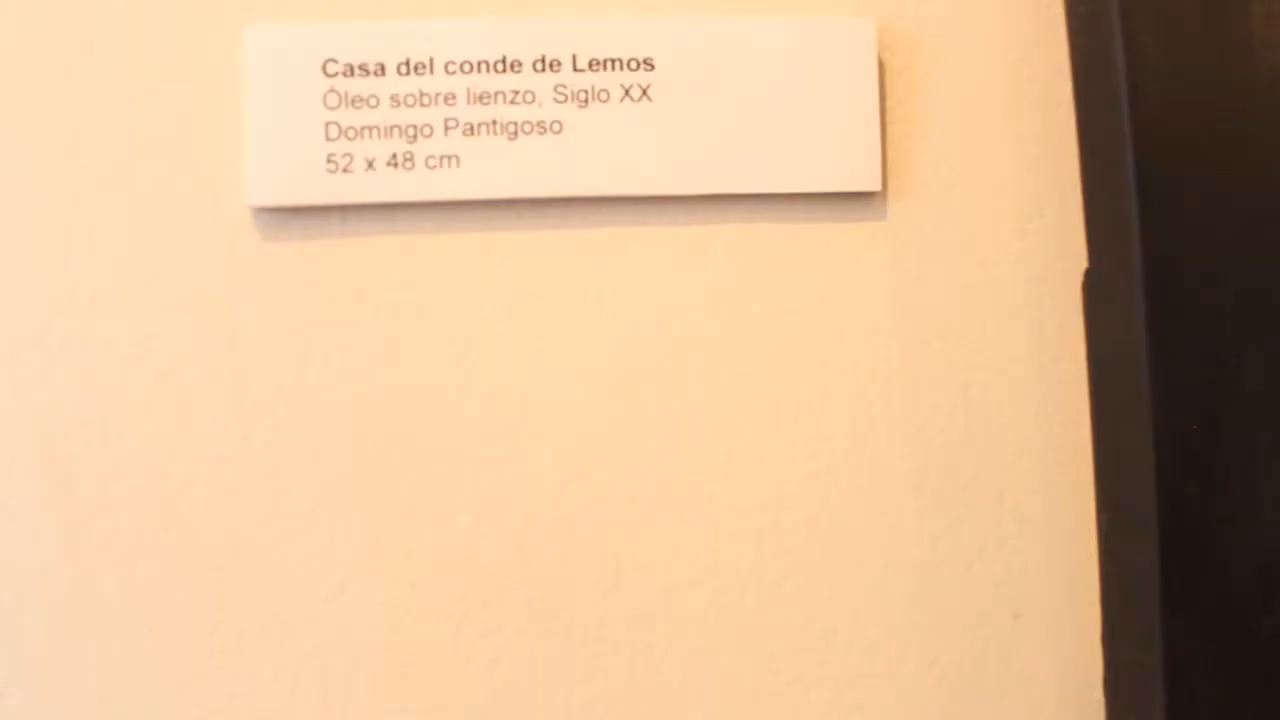 Casa del conde de Lemos
Óleo sobre lienzo, Siglo XX
Domingo Pantigoso
52 x 48 cm